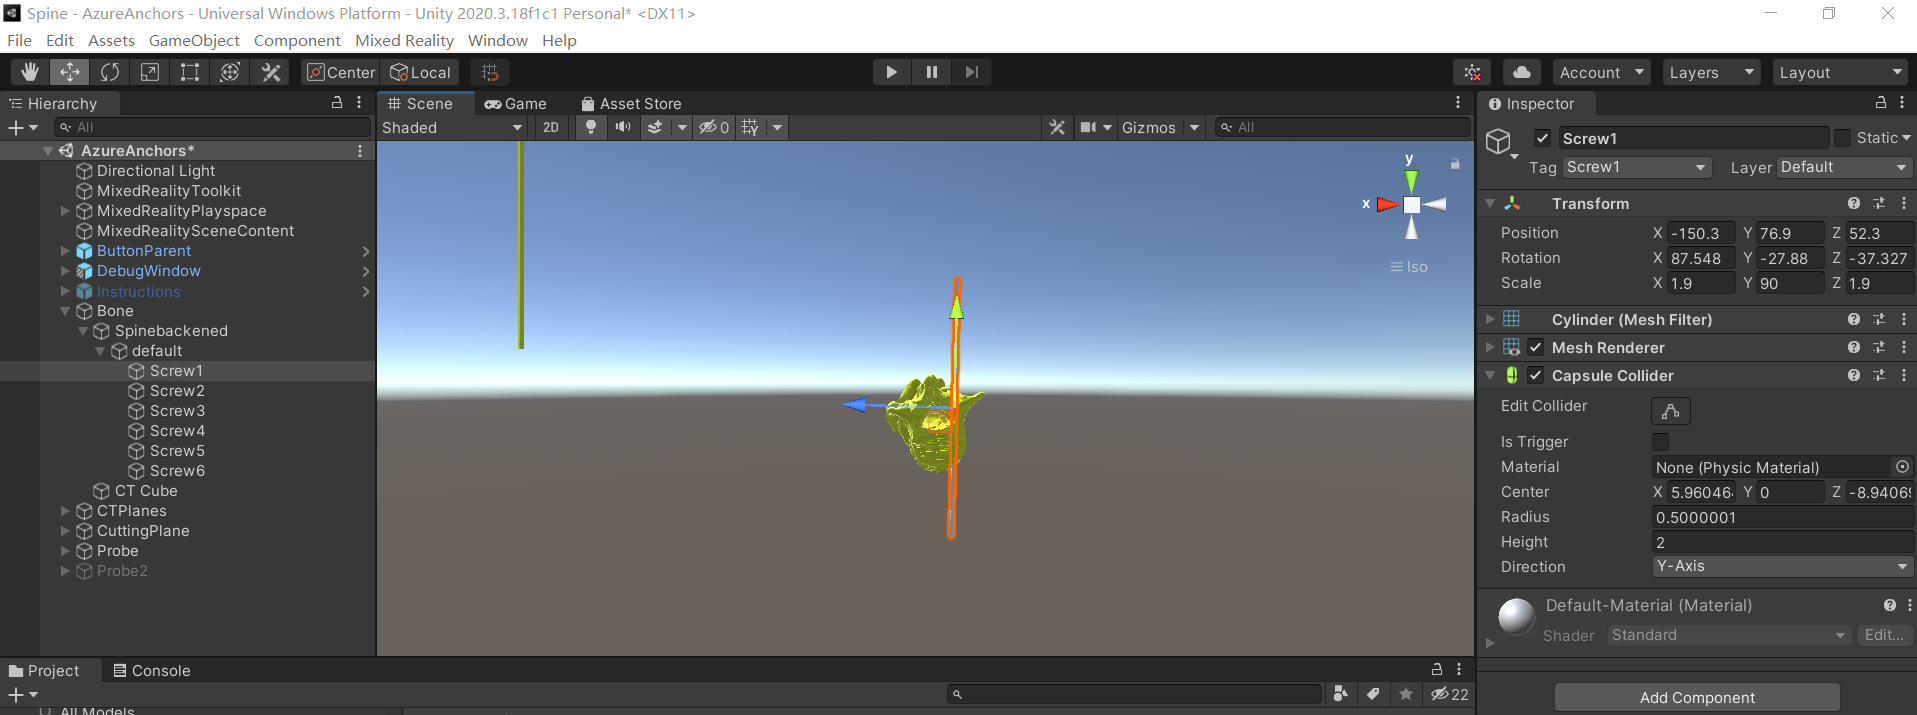 Spine - AzureAnchors - Universal Windows Platform - Unity 2020.3.18f1c1 Personal* <DX11>
File Edit Assets GameObject Component Mixed Reality Window Help
Center Local Account Layers Layout
Hierarchy
All
AzureAnchors*
Directional Light
MixedRealityToolkit
MixedRealityPlayspace
MixedRealitySceneContent
ButtonParent
DebugWindow
Instructions
Bone
Spinebackened
default
Screw1
Screw2
Screw3
Screw4
Screw5
Screw6
CT Cube
CTPlanes
CuttingPlane
Probe
Probe2
Scene Game Asset Store
Shaded 2D 0 Gizmos All
y
x
Iso
Inspector
Screw1 Static
Tag Screw1 Layer Default
Transform
Position X -150.3 Y 76.9 Z 52.3
Rotation X 87.548 Y -27.88 Z -37.327
Scale X 1.9 Y 90 Z 1.9
Cylinder (Mesh Filter)
Mesh Renderer
Capsule Collider
Edit Collider
Is Trigger
Material None (Physic Material)
Center X 5.96046 Y 0 Z -8.9406
Radius 0.5000001
Height 2
Direction Y-Axis
Default-Material (Material)
Shader Standard Edit...
Add Component
Project Console
22
All Models